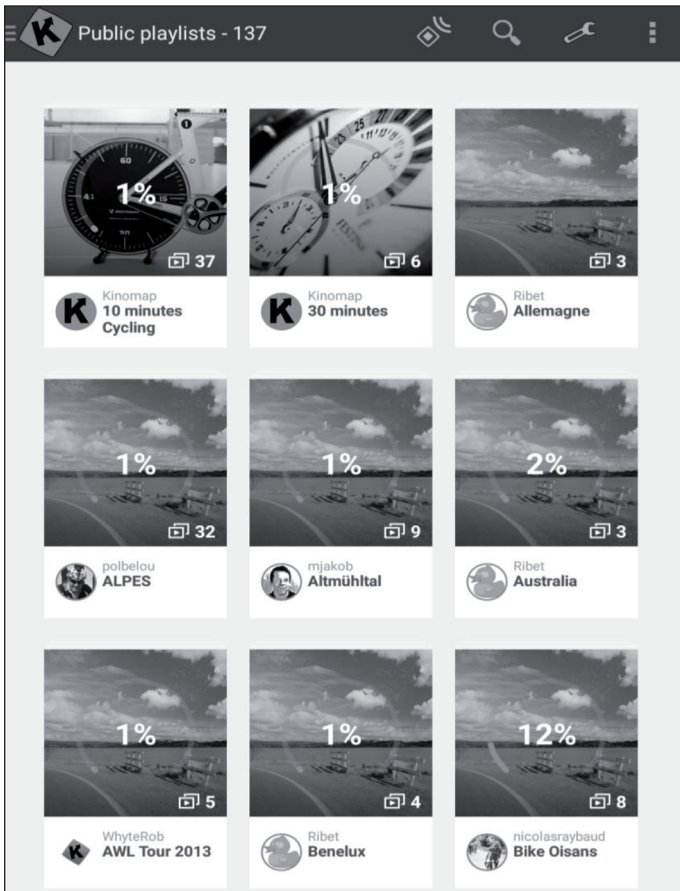 Public playlists - 137
1%
37
Kinomap
10 minutes
Cycling
1%
6
Kinomap
30 minutes
3
Ribet
Allemagne
1%
32
polbelou
ALPES
1%
9
mjakob
Altmühltal
2%
3
Ribet
Australia
1%
5
WhyteRob
AWL Tour 2013
1%
4
Ribet
Benelux
12%
8
nicolasraybaud
Bike Oisans